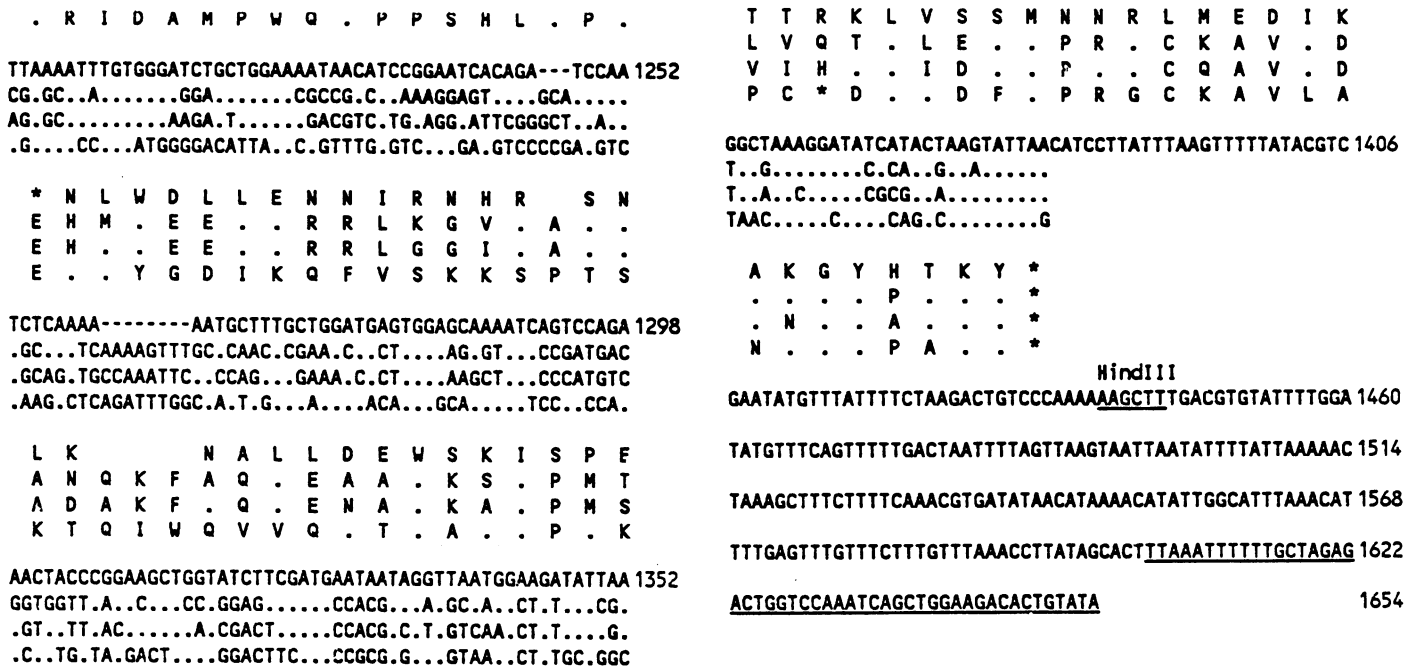 . R I D A M P W Q . P P S H L . P .
TTAAAATTTGTGGGATCTGCTGGAAAATAACATCCGGAATCACAGA---TCCAA 1252
CG.GC..A.......GGA.......CGCCG.C..AAAGGAGT....GCA.....
AG.GC.........AAGA.T......GACGTC.TG.AGG.ATTCGGGCT..A..
.G....CC...ATGGGGACATTA..C.GTTTG.GTC...GA.GTCCCCGA.GTC
* N L W D L L E N N I R N H R S N
E H M . E E . . R R L K G V . A . .
E H . . E E . . R R L G G I . A . .
E . . Y G D I K Q F V S K K S P T S
TCTCAAAA--------AATGCTTTGCTGGATGAGTGGAGCAAAATCAGTCCAGA 1298
.GC...TCAAAAGTTTGC.CAAC.CGAA.C..CT....AG.GT...CCGATGAC
.GCAG.TGCCAAATTC..CCAG...GAAA.C.CT....AAGCT...CCCATGTC
.AAG.CTCAGATTTGGC.A.T.G...A....ACA...GCA.....TCC..CCA.
L K N A L L D E W S K I S P E
A N Q K F A Q . E A A . K S . P M T
A D A K F . Q . E N A . K A . P M S
K T Q I W Q V V Q . T . A . . P . K
AACTACCCGGAAGCTGGTATCTTCGATGAATAATAGGTTAATGGAAGATATTAA 1352
GGTGGTT.A..C...CC.GGAG......CCACG...A.GC.A..CT.T...CG.
.GT..TT.AC......A.CGACT.....CCACG.C.T.GTCAA.CT.T....G.
.C..TG.TA.GACT....GGACTTC...CCGCG.G...GTAA..CT.TGC.GGC
T T R K L V S S M N N R L M E D I K
L V Q T . L E . . P R . C K A V . D
V I H . . I D . . P . . C Q A V . D
P C * D . . D F . P R G C K A V L A
GGCTAAAGGATATCATACTAAGTATTAACATCCTTATTTAAGTTTTTATACGTC 1406
T..G.........C.CA..G..A......
T..A..C......CGCG..A.........
TAAC.....C....CAG.C.........G
A K G Y H T K Y *
. . . . P . . . *
. N . . A . . . *
N . . . P A . . *
HindIII
GAATATGTTTATTTTCTAAGACTGTCCCAAAAAAGCTTTGACGTGTATTTTGGA 1460
TATGTTTCAGTTTTTGACTAATTTTAGTTAAGTAATTAATATTTTATTAAAAAC 1514
TAAAGCTTTCTTTTCAAACGTGATATAACATAAAACATATTGGCATTTAAACAT 1568
TTTGAGTTTGTTTCTTTGTTTAAACCTTATAGCACTTTAAATTTTTTGCTAGAG 1622
ACTGGTCCAAATCAGCTGGAAGACACTGTATA 1654